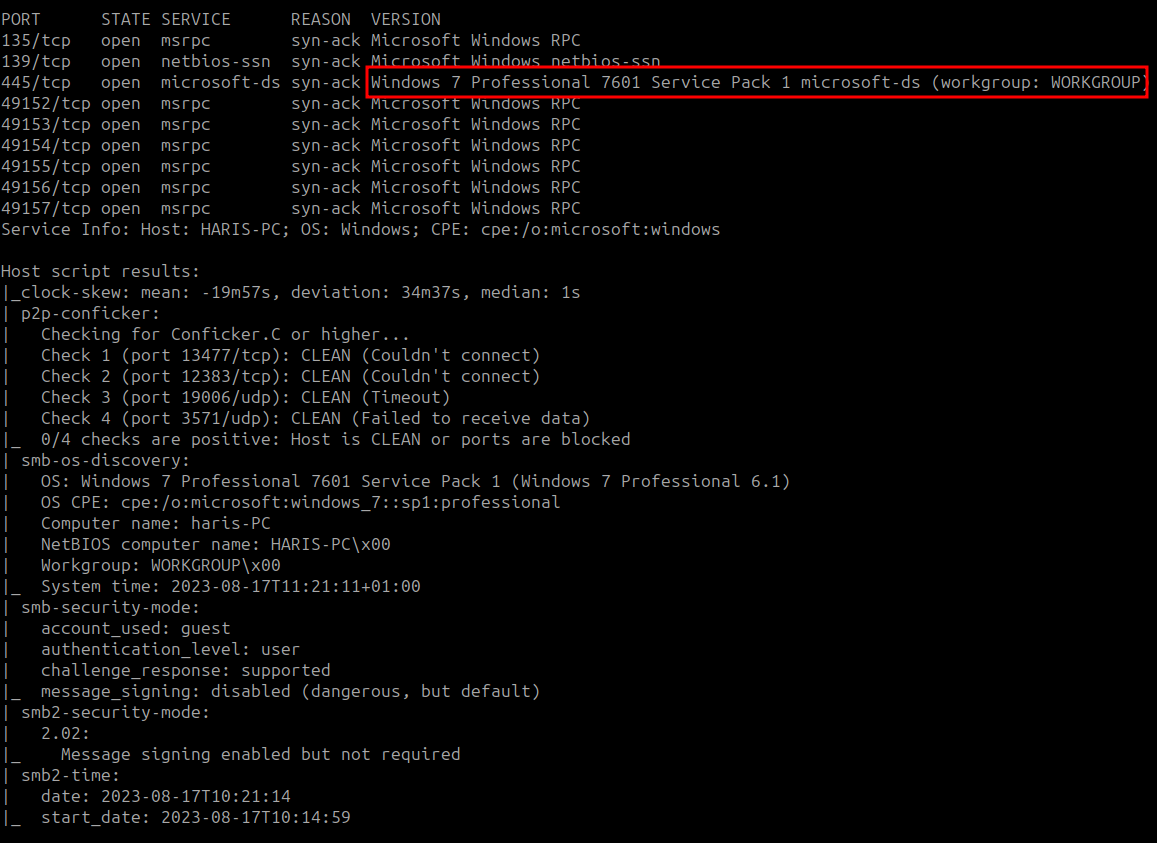 PORT      STATE SERVICE      REASON  VERSION
135/tcp   open  msrpc        syn-ack Microsoft Windows RPC
139/tcp   open  netbios-ssn  syn-ack Microsoft Windows netbios-ssn
445/tcp   open  microsoft-ds syn-ack Windows 7 Professional 7601 Service Pack 1 microsoft-ds (workgroup: WORKGROUP)
49152/tcp open  msrpc        syn-ack Microsoft Windows RPC
49153/tcp open  msrpc        syn-ack Microsoft Windows RPC
49154/tcp open  msrpc        syn-ack Microsoft Windows RPC
49155/tcp open  msrpc        syn-ack Microsoft Windows RPC
49156/tcp open  msrpc        syn-ack Microsoft Windows RPC
49157/tcp open  msrpc        syn-ack Microsoft Windows RPC
Service Info: Host: HARIS-PC; OS: Windows; CPE: cpe:/o:microsoft:windows

Host script results:
|_clock-skew: mean: -19m57s, deviation: 34m37s, median: 1s
| p2p-conficker:
|   Checking for Conficker.C or higher...
|   Check 1 (port 13477/tcp): CLEAN (Couldn't connect)
|   Check 2 (port 12383/tcp): CLEAN (Couldn't connect)
|   Check 3 (port 19006/udp): CLEAN (Timeout)
|   Check 4 (port 3571/udp): CLEAN (Failed to receive data)
|_  0/4 checks are positive: Host is CLEAN or ports are blocked
| smb-os-discovery:
|   OS: Windows 7 Professional 7601 Service Pack 1 (Windows 7 Professional 6.1)
|   OS CPE: cpe:/o:microsoft:windows_7::sp1:professional
|   Computer name: haris-PC
|   NetBIOS computer name: HARIS-PC\x00
|   Workgroup: WORKGROUP\x00
|_  System time: 2023-08-17T11:21:11+01:00
| smb-security-mode:
|   account_used: guest
|   authentication_level: user
|   challenge_response: supported
|_  message_signing: disabled (dangerous, but default)
| smb2-security-mode:
|   2.02:
|_    Message signing enabled but not required
| smb2-time:
|   date: 2023-08-17T10:21:14
|_  start_date: 2023-08-17T10:14:59